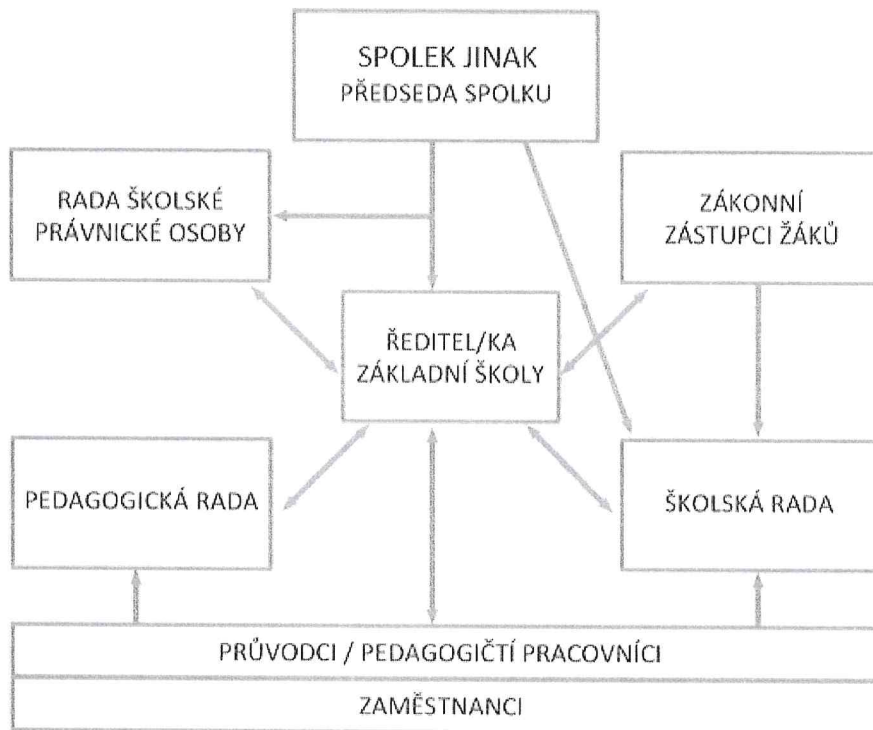 SPOLEK JINAK
PŘEDSEDA SPOLKU
RADA ŠKOLSKÉ
PRÁVNICKÉ OSOBY
ZÁKONNÍ
ZÁSTUPCI ŽÁKŮ
ŘEDITEL/KA
ZÁKLADNÍ ŠKOLY
PEDAGOGICKÁ RADA
ŠKOLSKÁ RADA
PRŮVODCI / PEDAGOGIČTÍ PRACOVNÍCI
ZAMĚSTNANCI